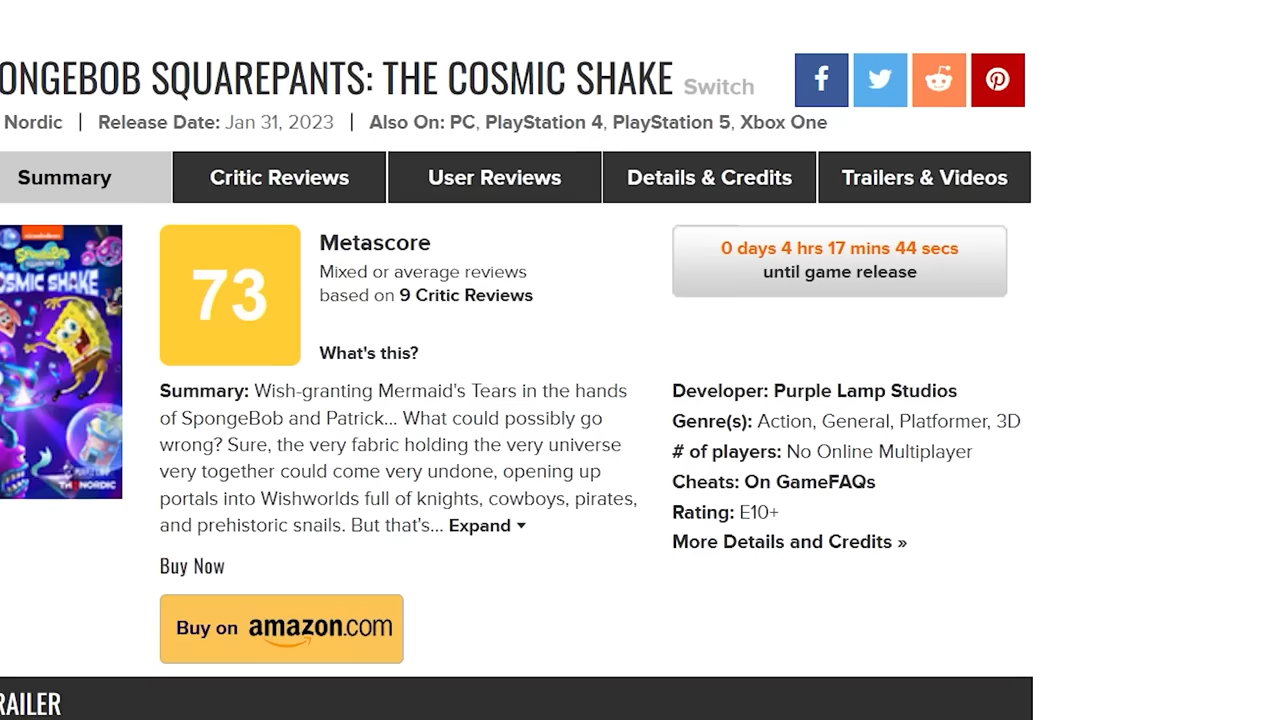 ONGEBOB SQUAREPANTS: THE COSMIC SHAKE Switch
Nordic | Release Date: Jan 31, 2023 | Also On: PC, PlayStation 4, PlayStation 5, Xbox One
Summary Critic Reviews User Reviews Details & Credits Trailers & Videos
nickelodeon
SpongeBob
OSMIC SHAKE
THQ NORDIC
73
Metascore
Mixed or average reviews
based on 9 Critic Reviews
What's this?
0 days 4 hrs 17 mins 44 secs
until game release
Summary: Wish-granting Mermaid's Tears in the hands
of SpongeBob and Patrick... What could possibly go
wrong? Sure, the very fabric holding the very universe
very together could come very undone, opening up
portals into Wishworlds full of knights, cowboys, pirates,
and prehistoric snails. But that's... Expand
Developer: Purple Lamp Studios
Genre(s): Action, General, Platformer, 3D
# of players: No Online Multiplayer
Cheats: On GameFAQs
Rating: E10+
More Details and Credits »
Buy Now
Buy on amazon.com
RAILER